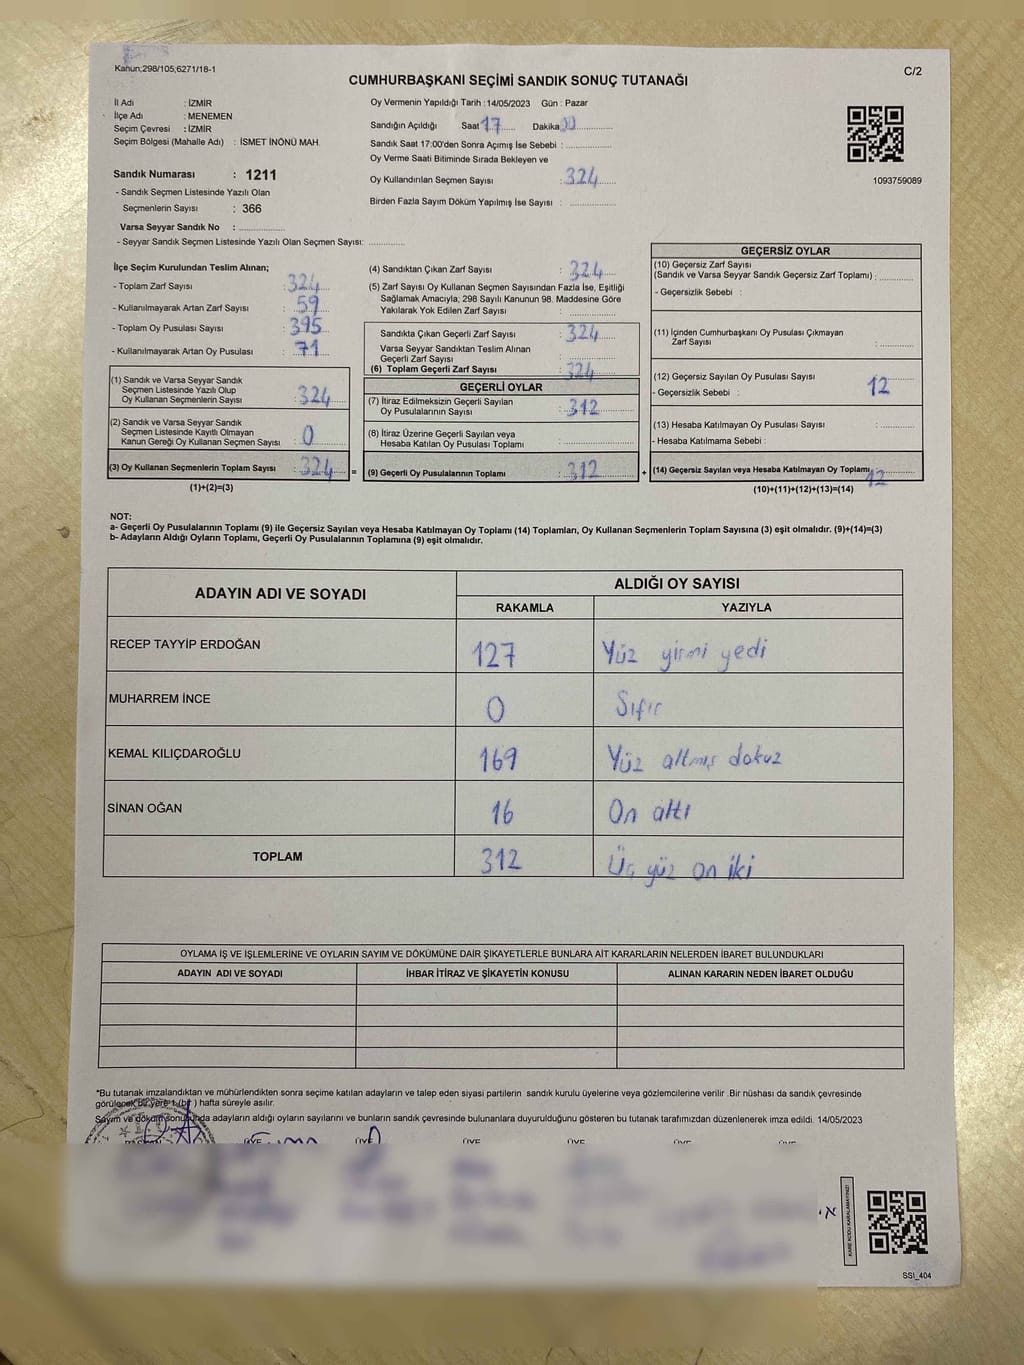 Kanun;298/105;6271/18-1
C/2
CUMHURBAŞKANI SEÇİMİ SANDIK SONUÇ TUTANAĞI
İl Adı : İZMİR
İlçe Adı : MENEMEN
Seçim Çevresi : İZMİR
Seçim Bölgesi (Mahalle Adı) : İSMET İNÖNÜ MAH.
Sandık Numarası : 1211
- Sandık Seçmen Listesinde Yazılı Olan
Seçmenlerin Sayısı : 366
Varsa Seyyar Sandık No :
- Seyyar Sandık Seçmen Listesinde Yazılı Olan Seçmen Sayısı:
Oy Vermenin Yapıldığı Tarih : 14/05/2023 Gün : Pazar
Sandığın Açıldığı Saat 17 Dakika 00
Sandık Saat 17:00'den Sonra Açımış İse Sebebi :
Oy Verme Saati Bitiminde Sırada Bekleyen ve
Oy Kullandırılan Seçmen Sayısı : 324
Birden Fazla Sayım Döküm Yapılmış İse Sayısı :
1093759089
İlçe Seçim Kurulundan Teslim Alınan;
- Toplam Zarf Sayısı : 324
- Kullanılmayarak Artan Zarf Sayısı : 59
- Toplam Oy Pusulası Sayısı : 395
- Kullanılmayarak Artan Oy Pusulası : 71
(1) Sandık ve Varsa Seyyar Sandık
Seçmen Listesinde Yazılı Olup
Oy Kullanan Seçmenlerin Sayısı : 324
(2) Sandık ve Varsa Seyyar Sandık
Seçmen Listesinde Kayıtlı Olmayan
Kanun Gereği Oy Kullanan Seçmen Sayısı : 0
(3) Oy Kullanan Seçmenlerin Toplam Sayısı : 324 =
(1)+(2)=(3)
(4) Sandıktan Çıkan Zarf Sayısı : 324
(5) Zarf Sayısı Oy Kullanan Seçmen Sayısından Fazla İse, Eşitliği
Sağlamak Amacıyla; 298 Sayılı Kanunun 98. Maddesine Göre
Yakılarak Yok Edilen Zarf Sayısı :
Sandıkta Çıkan Geçerli Zarf Sayısı : 324
Varsa Seyyar Sandıktan Teslim Alınan
Geçerli Zarf Sayısı :
(6) Toplam Geçerli Zarf Sayısı : 324
GEÇERLİ OYLAR
(7) İtiraz Edilmeksizin Geçerli Sayılan
Oy Pusulalarının Sayısı : 312
(8) İtiraz Üzerine Geçerli Sayılan veya
Hesaba Katılan Oy Pusulası Toplamı :
(9) Geçerli Oy Pusulalarının Toplamı : 312 +
GEÇERSİZ OYLAR
(10) Geçersiz Zarf Sayısı
(Sandık ve Varsa Seyyar Sandık Geçersiz Zarf Toplamı) :
- Geçersizlik Sebebi :
(11) İçinden Cumhurbaşkanı Oy Pusulası Çıkmayan
Zarf Sayısı :
(12) Geçersiz Sayılan Oy Pusulası Sayısı : 12
- Geçersizlik Sebebi :
(13) Hesaba Katılmayan Oy Pusulası Sayısı :
- Hesaba Katılmama Sebebi :
(14) Geçersiz Sayılan veya Hesaba Katılmayan Oy Toplamı : 12
(10)+(11)+(12)+(13)=(14)
NOT:
a- Geçerli Oy Pusulalarının Toplamı (9) ile Geçersiz Sayılan veya Hesaba Katılmayan Oy Toplamı (14) Toplamları, Oy Kullanan Seçmenlerin Toplam Sayısına (3) eşit olmalıdır. (9)+(14)=(3)
b- Adayların Aldığı Oyların Toplamı, Geçerli Oy Pusulalarının Toplamına (9) eşit olmalıdır.
ADAYIN ADI VE SOYADI
ALDIĞI OY SAYISI
RAKAMLA YAZIYLA
RECEP TAYYİP ERDOĞAN 127 Yüz yirmi yedi
MUHARREM İNCE 0 Sıfır
KEMAL KILIÇDAROĞLU 169 Yüz altmış dokuz
SİNAN OĞAN 16 On altı
TOPLAM 312 Üç yüz on iki
OYLAMA İŞ VE İŞLEMLERİNE VE OYLARIN SAYIM VE DÖKÜMÜNE DAİR ŞİKAYETLERLE BUNLARA AİT KARARLARIN NELERDEN İBARET BULUNDUKLARI
ADAYIN ADI VE SOYADI İHBAR İTİRAZ VE ŞİKAYETİN KONUSU ALINAN KARARIN NEDEN İBARET OLDUĞU
*Bu tutanak imzalandıktan ve mühürlendikten sonra seçime katılan adayların ve talep eden siyasi partilerin sandık kurulu üyelerine veya gözlemcilerine verilir. Bir nüshası da sandık çevresinde
görülecek bir yere 1 (bir ) hafta süreyle asılır.
Sayım ve döküm sonucunda adayların aldığı oyların sayılarını ve bunların sandık çevresinde bulunanlara duyurulduğunu gösteren bu tutanak tarafımızdan düzenlenerek imza edildi. 14/05/2023
ÜYE ÜYE ÜYE ÜYE ÜYE ÜYE
KARE KODU KARALAMAYINIZ!
SSI_404